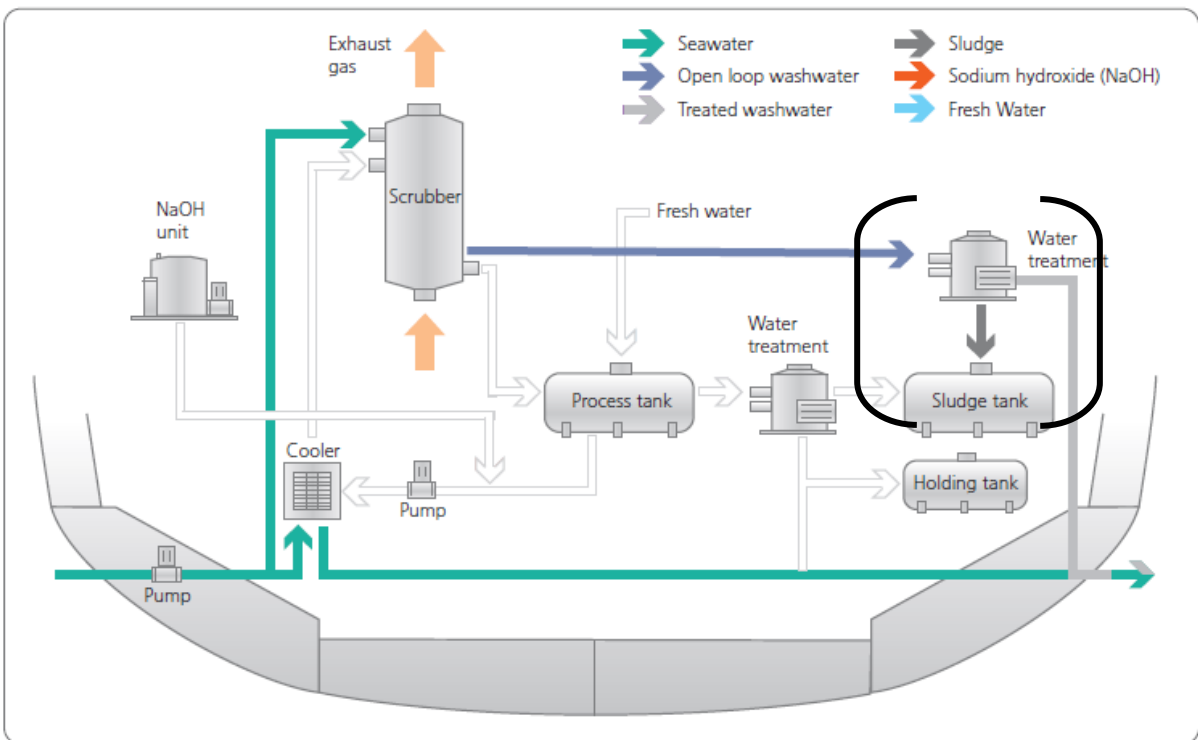 Exhaust
gas
Seawater
Open loop washwater
Treated washwater
Sludge
Sodium hydroxide (NaOH)
Fresh Water
Scrubber
NaOH
unit
Fresh water
Water
treatment
Water
treatment
Process tank
Sludge tank
Cooler
Holding tank
Pump
Pump